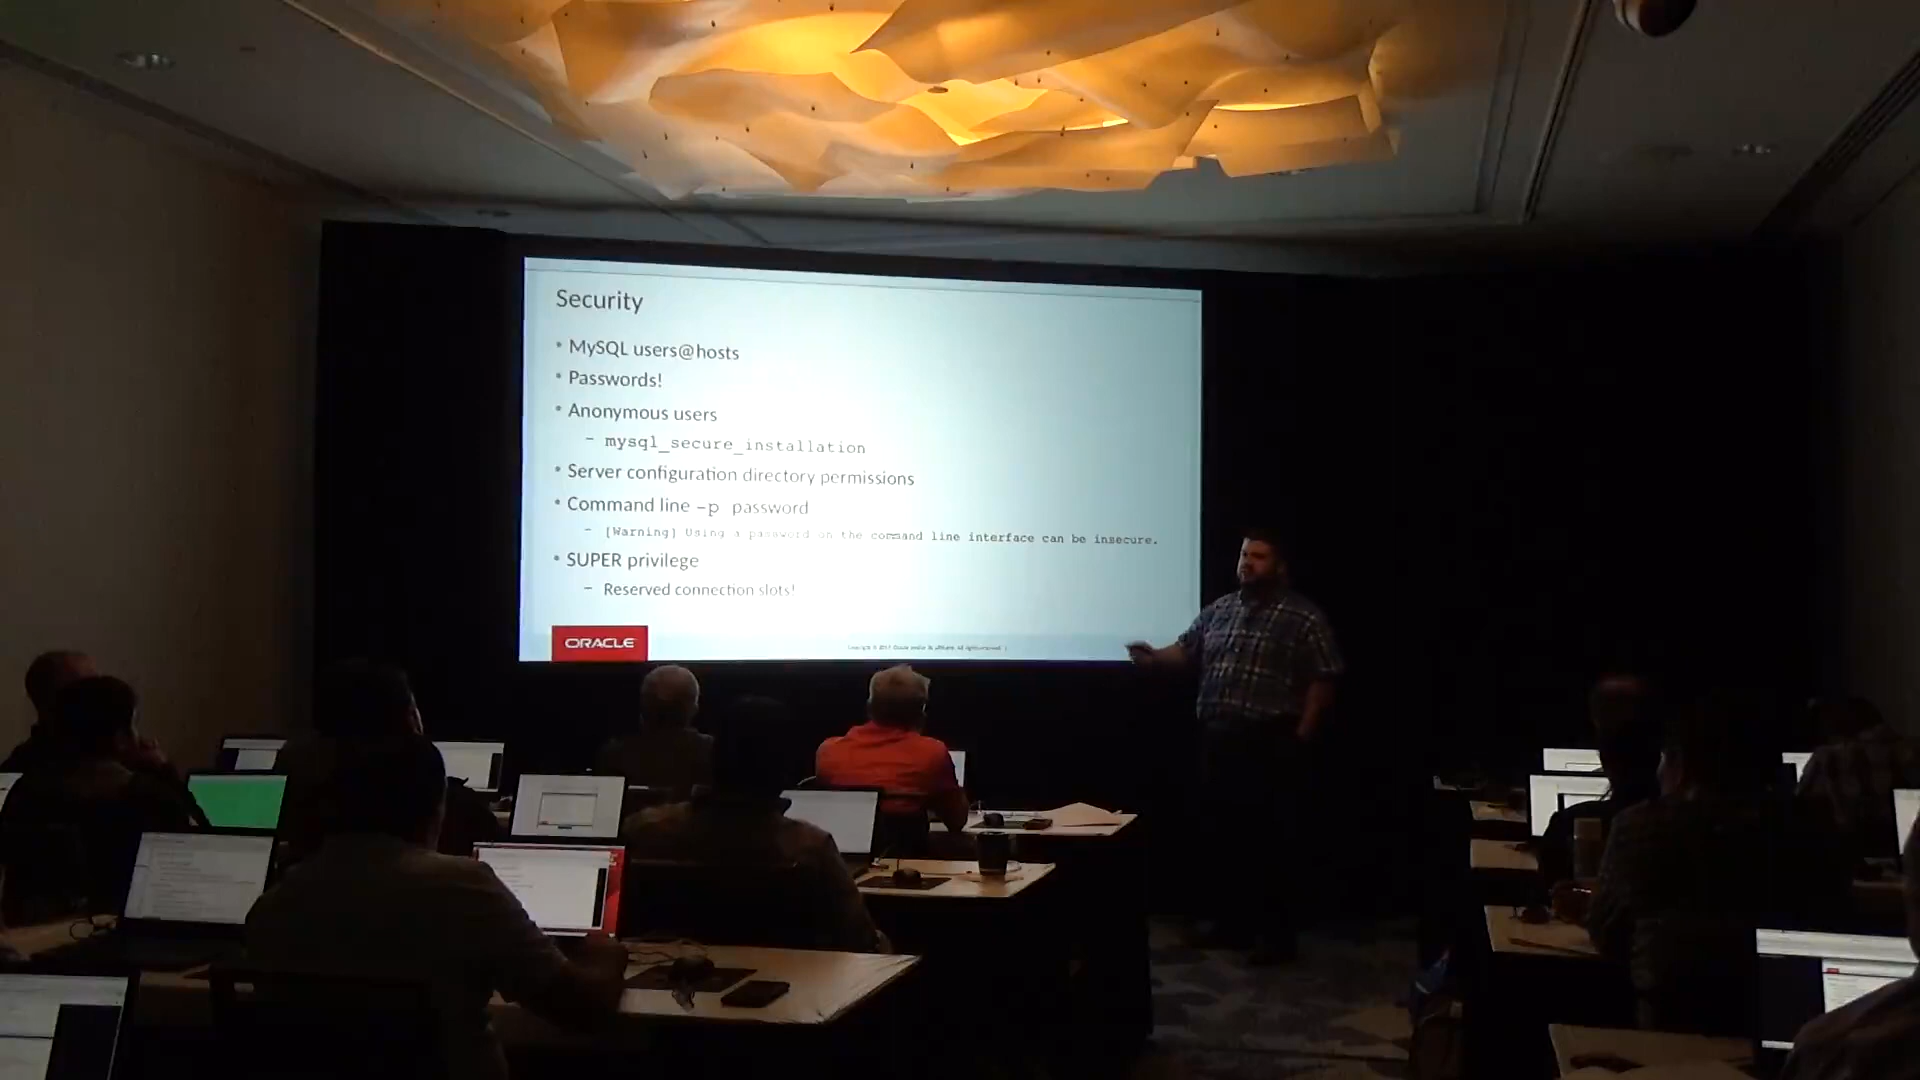 Security
• MySQL users@hosts
• Passwords!
• Anonymous users
– mysql_secure_installation
• Server configuration directory permissions
• Command line –p password
– [Warning] Using a password on the command line interface can be insecure.
• SUPER privilege
– Reserved connection slots!
ORACLE